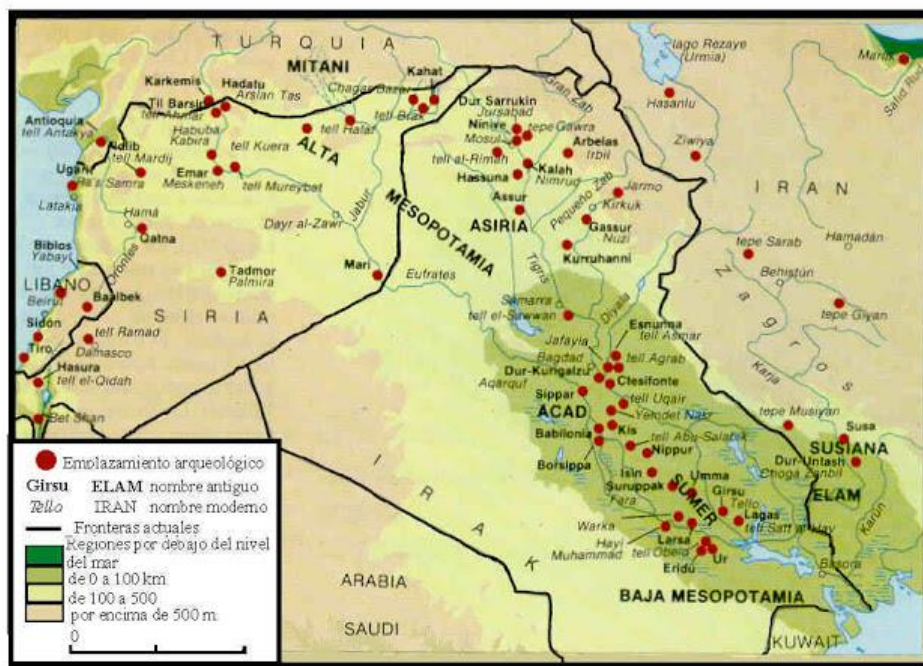 TURQUIA
MITANI
lago Rezaye
(Urmia)
Marlik
Safid Rud
Karkemis
Hadatu
Arslan Tas
Kahat
Chagar Bazar
Gran Zab
Til Barsip
tell Ahmar
tell Brak
Dur Sarrukin
Jursabad
Hasanlu
Antioquia
tell Antakya
Habuba
Kabira
tell Kuera
tell Halaf
Ninive
tepe Gawra
Mosul
Arbelas
Irbil
Ziwiya
tell Mardij
ALTA
tell al-Rimah
Kalah
Nimrud
Emar
Meskeneh
tell Mureybat
Hassuna
Ras Samra
Latakia
Jabur
Assur
Pequeño Zab
Jarmo
Kirkuk
IRAN
Hamá
Dayr al-Zawr
MESOPOTAMIA
ASIRIA
Gassur
Nuzi
Qatna
Kurruhanni
tepe Sarab
Hamadán
Biblos
Yabayl
Orontes
Tadmor
Palmira
Mari
Eufrates
Tigris
Zagros
Behistún
LIBANO
Beirut
Baalbek
Samarra
tell el-Sawwan
Diyala
tepe Giyan
SIRIA
Sidón
tell Ramad
Esnunna
tell Asmar
Tiro
Damasco
Jafayia
Bagdad
tell Agrab
Hasura
tell el-Qidah
Dur-Kurigalzu
Aqarquf
Ctesifonte
Karja
Sippar
tell Uqair
Bet Shan
ACAD
Yemdet Nasr
tepe Musiyan
Susa
Babilonia
Kis
tell Abu-Salabik
SUSIANA
Borsippa
Nippur
Dur-Untash
Choga Zanbil
IRAK
Isin
Umma
Suruppak
Fara
Girsu
Tello
ELAM
SUMER
Karún
Warka
Lagas
Hayi
Muhammad
Larsa
tell Obeid
Ur
Eridú
Basora
BAJA MESOPOTAMIA
ARABIA
SAUDI
KUWAIT
Emplazamiento arqueológico
Girsu ELAM nombre antiguo
Tello IRAN nombre moderno
Fronteras actuales
Regiones por debajo del nivel
del mar
de 0 a 100 km
de 100 a 500
por encima de 500 m
0